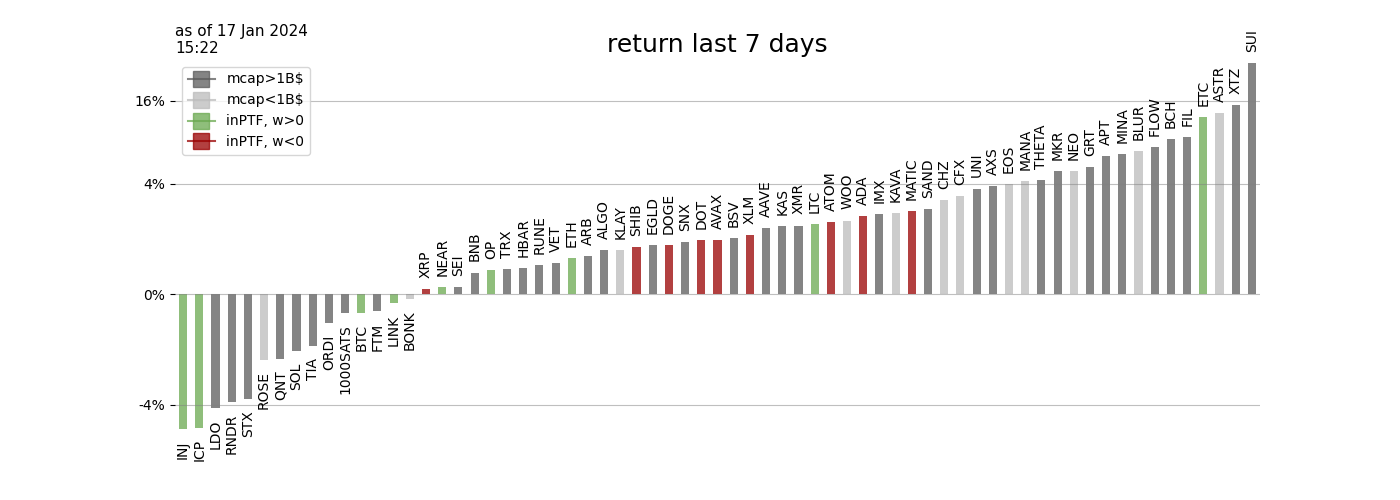 as of 17 Jan 2024
15:22
return last 7 days
mcap>1B$
mcap<1B$
inPTF, w>0
inPTF, w<0
16%
4%
0%
-4%
INJ
ICP
LDO
RNDR
STX
ROSE
QNT
SOL
TIA
ORDI
1000SATS
BTC
FTM
LINK
BONK
XRP
NEAR
SEI
BNB
OP
TRX
HBAR
RUNE
VET
ETH
ARB
ALGO
KLAY
SHIB
EGLD
DOGE
SNX
DOT
AVAX
BSV
XLM
AAVE
KAS
XMR
LTC
ATOM
WOO
ADA
IMX
KAVA
MATIC
SAND
CHZ
CFX
UNI
AXS
EOS
MANA
THETA
MKR
NEO
GRT
APT
MINA
BLUR
FLOW
BCH
FIL
ETC
ASTR
XTZ
SUI